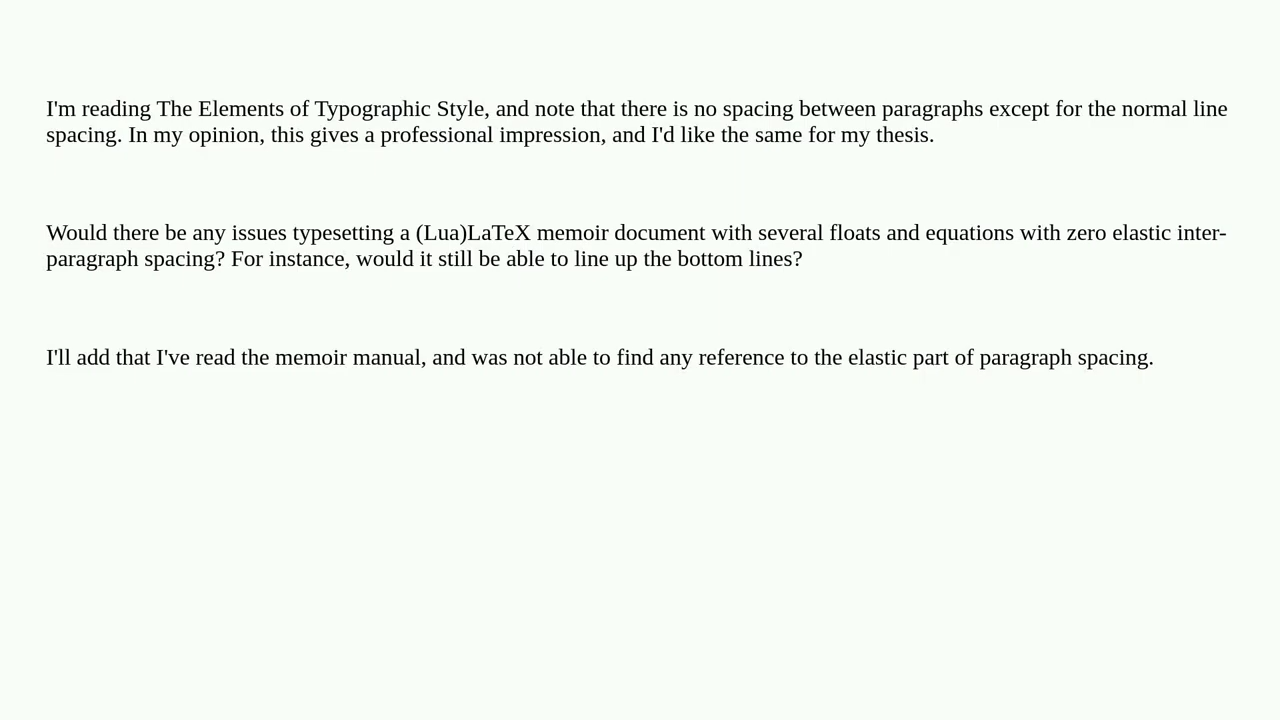 I'm reading The Elements of Typographic Style, and note that there is no spacing between paragraphs except for the normal line
spacing. In my opinion, this gives a professional impression, and I'd like the same for my thesis.
Would there be any issues typesetting a (Lua)LaTeX memoir document with several floats and equations with zero elastic inter-
paragraph spacing? For instance, would it still be able to line up the bottom lines?
I'll add that I've read the memoir manual, and was not able to find any reference to the elastic part of paragraph spacing.